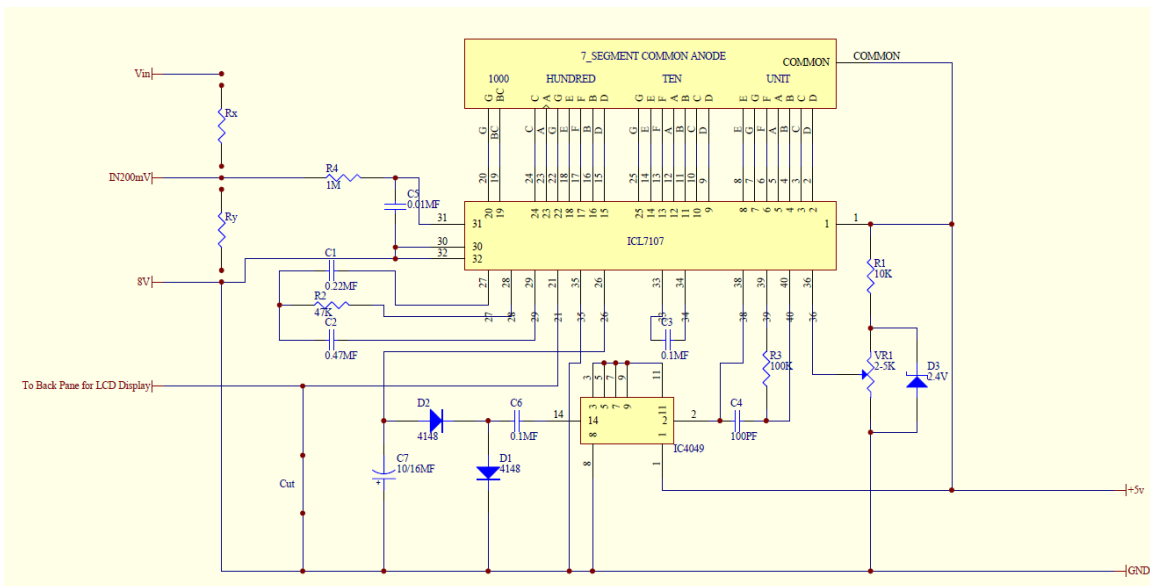 7_SEGMENT COMMON ANODE
COMMON COMMON
1000 HUNDRED TEN UNIT
G BC C A G E F B D G E F A B C D E G F A B C D
G BC C A G E F B D G E F A B C D E G F A B C D
20 19 24 23 22 18 17 16 15 25 14 13 12 11 10 9 8 7 6 5 4 3 2
20 19 24 23 22 18 17 16 15 25 14 13 12 11 10 9 8 7 6 5 4 3 2
Vin
Rx
IN200mV
R4
1M
C5
0.01MF
Ry
8V
31 31
30 30
32 32
ICL7107
1 1
27 28 29 21 35 26 33 34 38 39 40 36
27 28 29 21 35 26 33 34 38 39 40 36
C1
0.22MF
R2
47K
C2
0.47MF
C3
0.1MF
R1
10K
R3
100K
VR1
2-5K
D3
2.4V
To Back Pane for LCD Display
3 5 7 9 11
3 5 7 9 11
14 14
2 2
8 1
8 1
IC4049
D2
4148
C6
0.1MF
C4
100PF
C7
10/16MF
+
D1
4148
Cut
+5v
GND